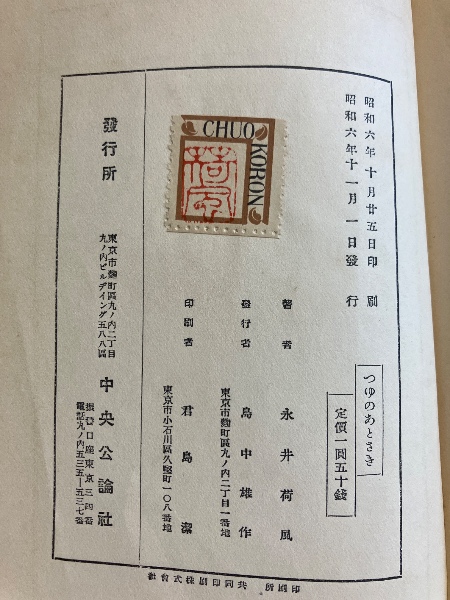 昭和六年十月廿五日印刷
昭和六年十一月一日發行
つゆのあとさき
定價一圓五十錢
著者 永井荷風
東京市麴町區丸ノ内二丁目一番地
發行者 島中雄作
東京市小石川區久堅町一〇八番地
印刷者 君島潔
CHUO KORON
荷風
發行所
東京市麴町區丸ノ内二丁目
丸ノ内ビルデイング五八八區
中央公論社
振替口座東京三四番
電話丸ノ内五三五—五三七番
印刷所 共同印刷株式會社